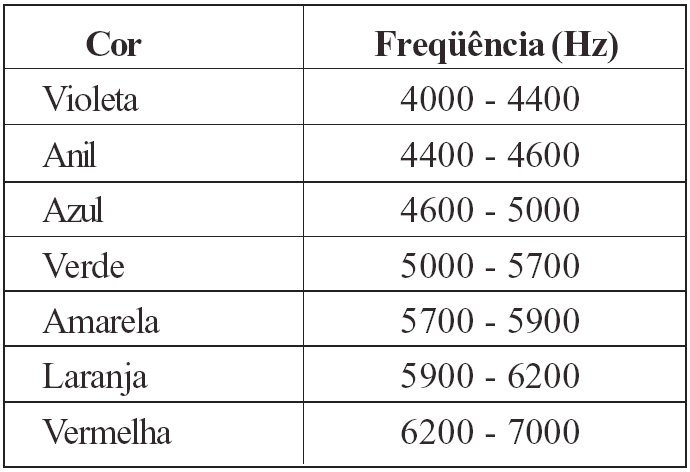 Cor Freqüência (Hz)
Violeta 4000 - 4400
Anil 4400 - 4600
Azul 4600 - 5000
Verde 5000 - 5700
Amarela 5700 - 5900
Laranja 5900 - 6200
Vermelha 6200 - 7000